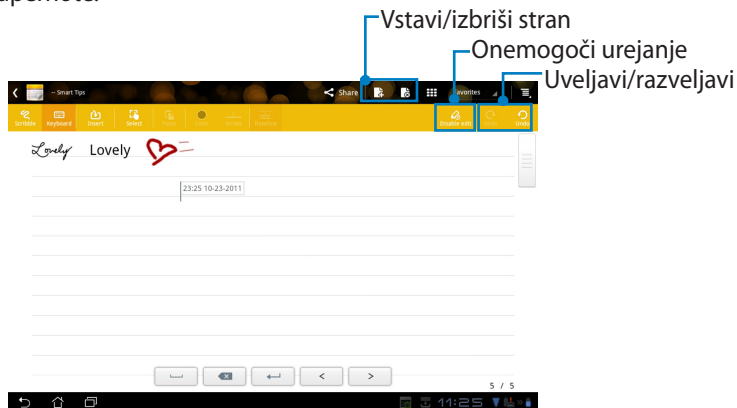 Vstavi/izbriši stran
Onemogoči urejanje
Uveljavi/razveljavi
-- Smart Tips
Share
Favorites
Scribble Keyboard Insert Select Disable edit Undo
Lovely Lovely
23:25 10-23-2011
5 / 5
11:25